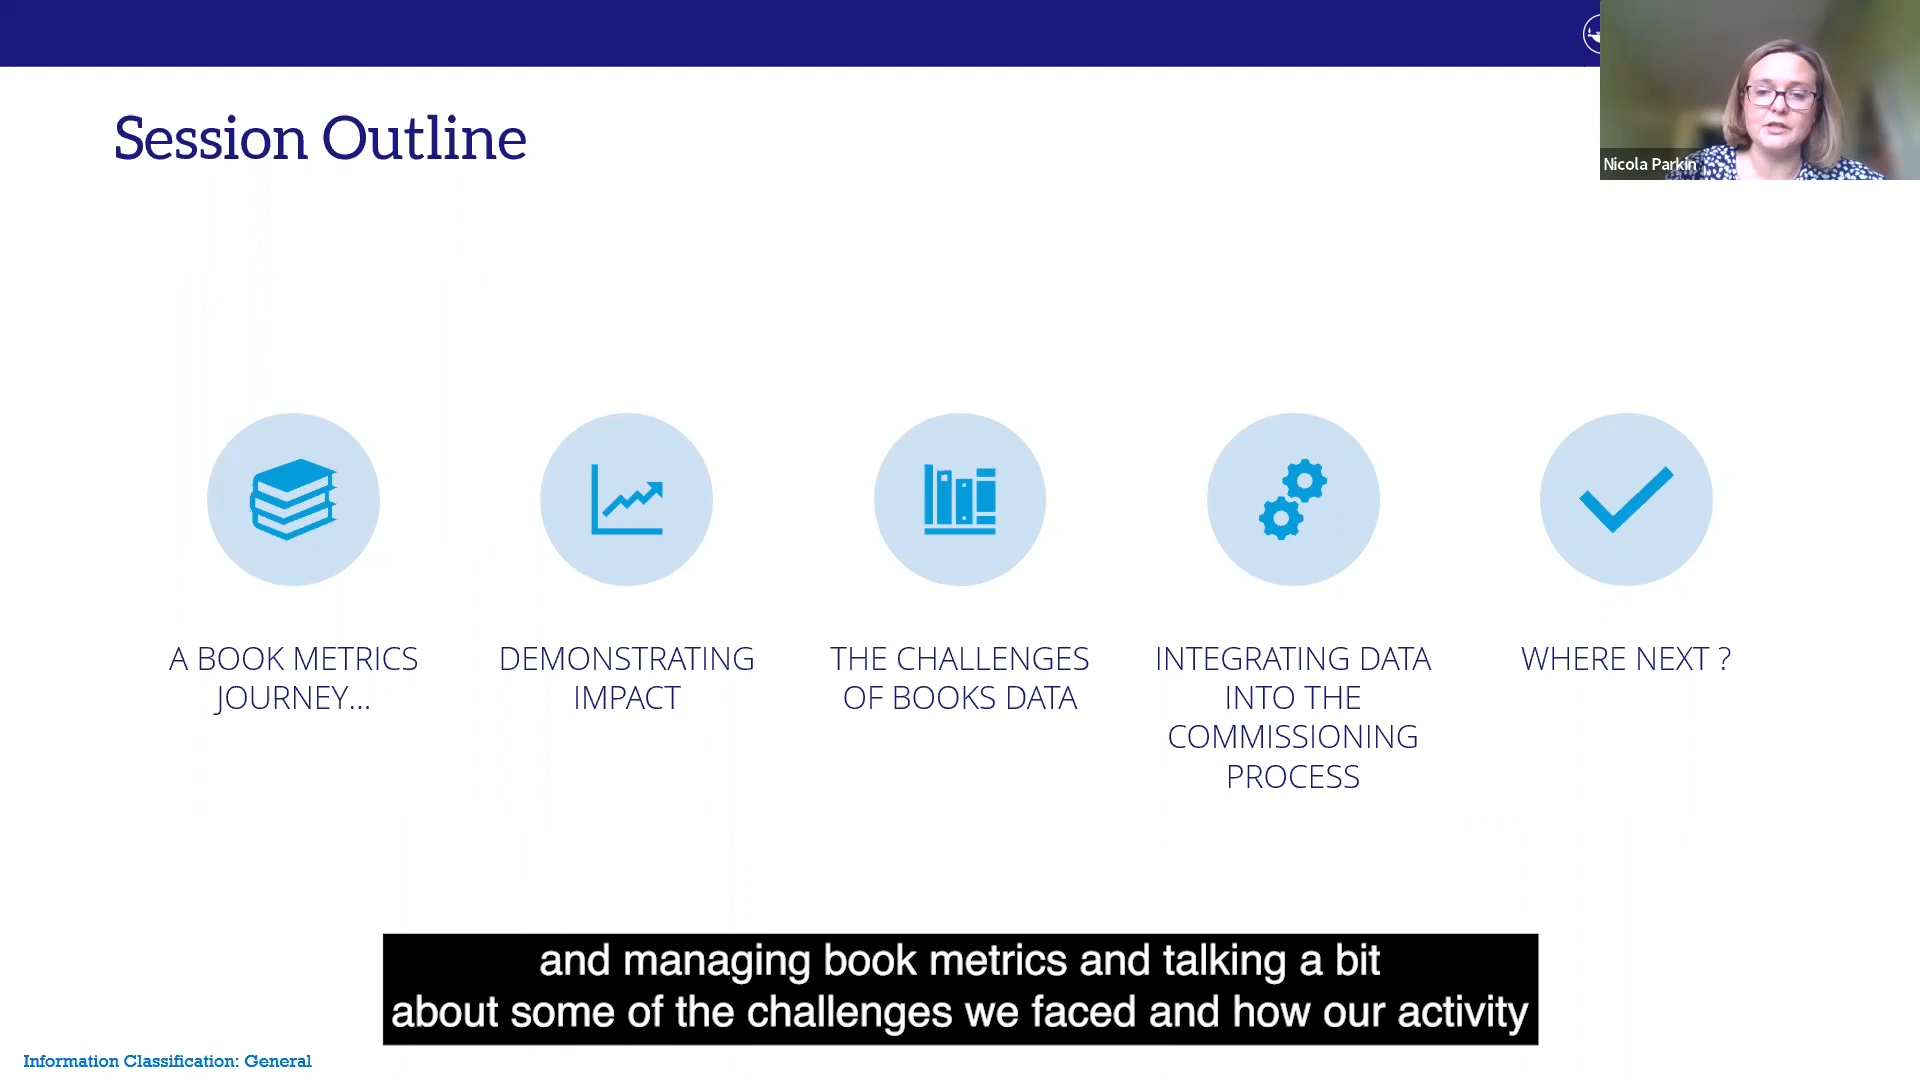 Session Outline
Nicola Parkin
A BOOK METRICS
JOURNEY...
DEMONSTRATING
IMPACT
THE CHALLENGES
OF BOOKS DATA
INTEGRATING DATA
INTO THE
COMMISSIONING
PROCESS
WHERE NEXT ?
and managing book metrics and talking a bit
about some of the challenges we faced and how our activity
Information Classification: General